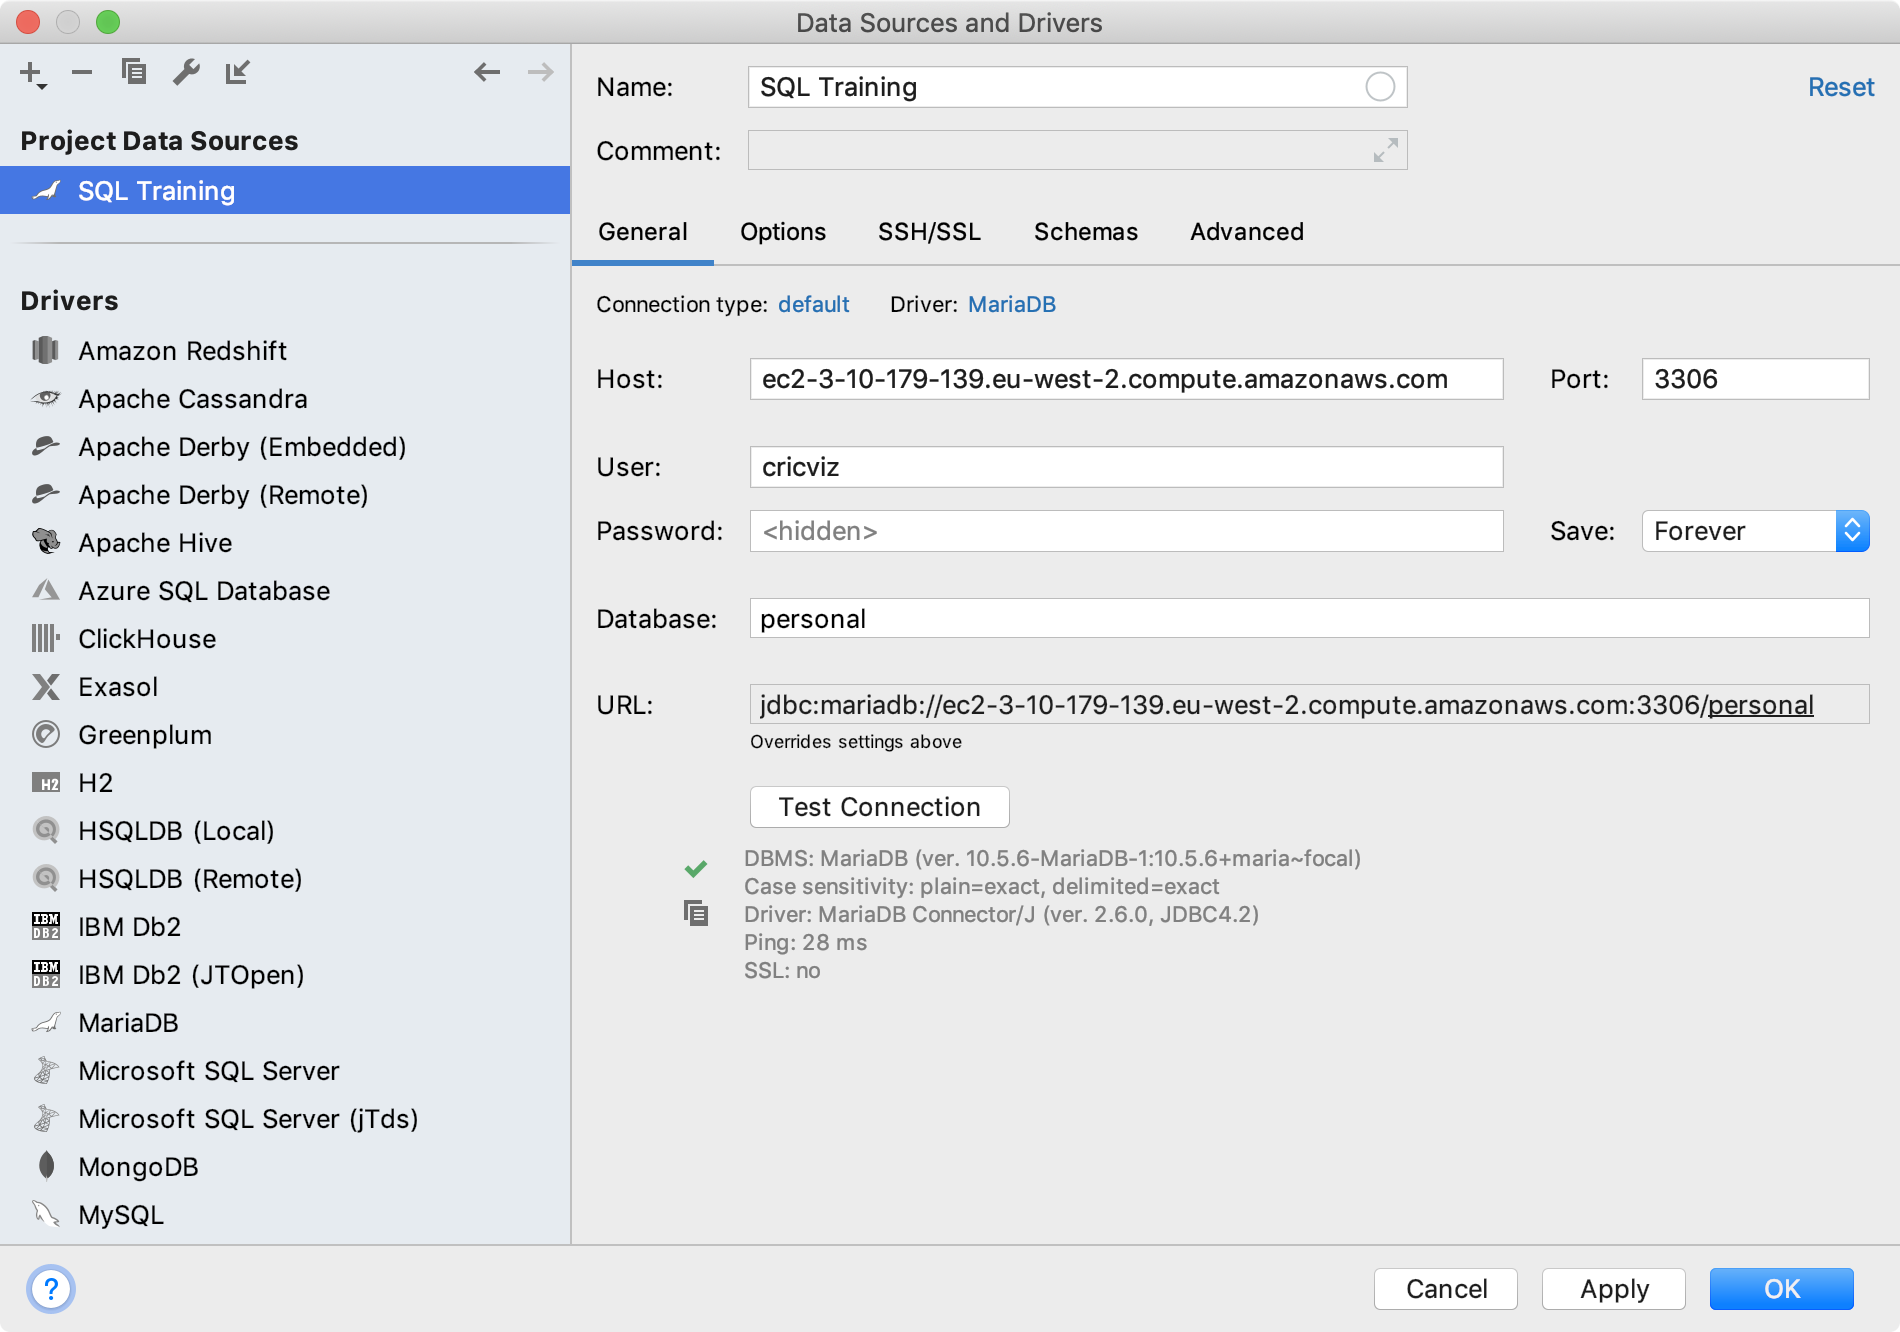 Data Sources and Drivers
Project Data Sources
SQL Training
Drivers
Amazon Redshift
Apache Cassandra
Apache Derby (Embedded)
Apache Derby (Remote)
Apache Hive
Azure SQL Database
ClickHouse
Exasol
Greenplum
H2 H2
HSQLDB (Local)
HSQLDB (Remote)
IBM DB2 IBM Db2
IBM DB2 IBM Db2 (JTOpen)
MariaDB
Microsoft SQL Server
Microsoft SQL Server (jTds)
MongoDB
MySQL
Name: SQL Training Reset
Comment:
General Options SSH/SSL Schemas Advanced
Connection type: default Driver: MariaDB
Host: ec2-3-10-179-139.eu-west-2.compute.amazonaws.com Port: 3306
User: cricviz
Password: <hidden> Save: Forever
Database: personal
URL: jdbc:mariadb://ec2-3-10-179-139.eu-west-2.compute.amazonaws.com:3306/personal
Overrides settings above
Test Connection
DBMS: MariaDB (ver. 10.5.6-MariaDB-1:10.5.6+maria~focal)
Case sensitivity: plain=exact, delimited=exact
Driver: MariaDB Connector/J (ver. 2.6.0, JDBC4.2)
Ping: 28 ms
SSL: no
? Cancel Apply OK